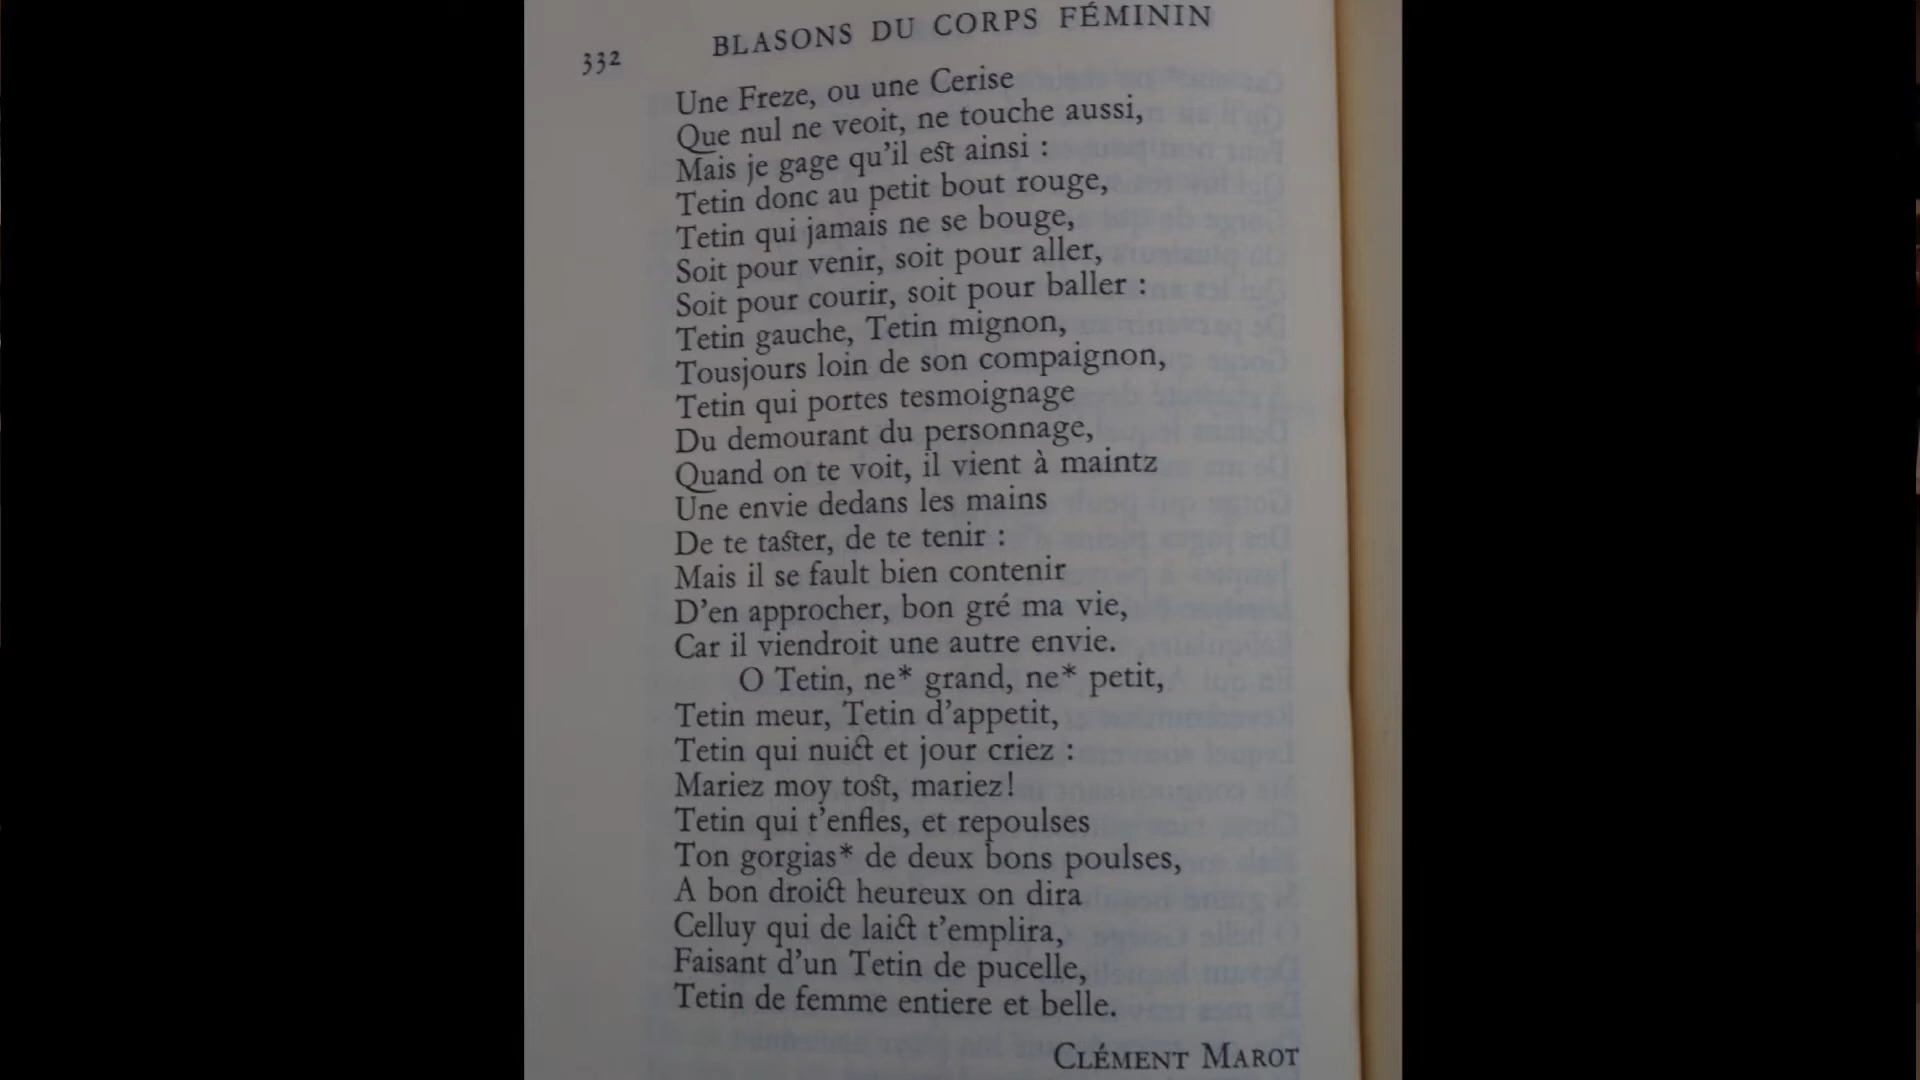 332
BLASONS DU CORPS FÉMININ
Une Freze, ou une Cerise
Que nul ne veoit, ne touche aussi,
Mais je gage qu'il est ainsi :
Tetin donc au petit bout rouge,
Tetin qui jamais ne se bouge,
Soit pour venir, soit pour aller,
Soit pour courir, soit pour baller :
Tetin gauche, Tetin mignon,
Tousjours loin de son compaignon,
Tetin qui portes tesmoignage
Du demourant du personnage,
Quand on te voit, il vient à maintz
Une envie dedans les mains
De te taster, de te tenir :
Mais il se fault bien contenir
D'en approcher, bon gré ma vie,
Car il viendroit une autre envie.
O Tetin, ne* grand, ne* petit,
Tetin meur, Tetin d'appetit,
Tetin qui nuict et jour criez :
Mariez moy tost, mariez!
Tetin qui t'enfles, et repoulses
Ton gorgias* de deux bons poulses,
A bon droict heureux on dira
Celluy qui de laict t'emplira,
Faisant d'un Tetin de pucelle,
Tetin de femme entiere et belle.
CLÉMENT MAROT